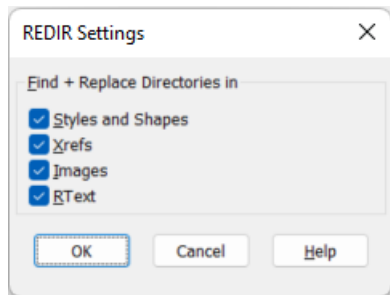 REDIR Settings
Find + Replace Directories in
Styles and Shapes
Xrefs
Images
RText
OK
Cancel
Help